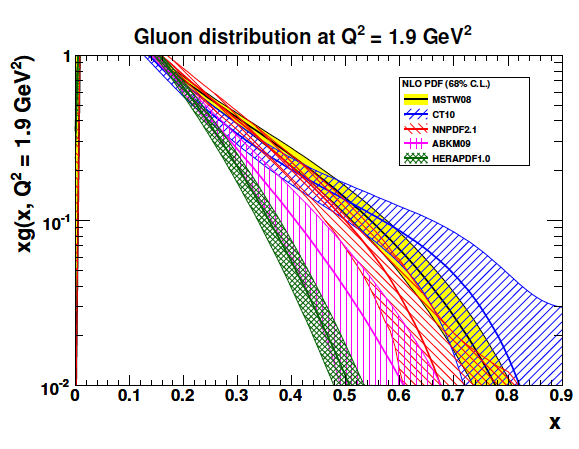 Gluon distribution at Q² = 1.9 GeV²
xg(x, Q² = 1.9 GeV²)
1
10⁻¹
10⁻²
NLO PDF (68% C.L.)
MSTW08
CT10
NNPDF2.1
ABKM09
HERAPDF1.0
0 0.1 0.2 0.3 0.4 0.5 0.6 0.7 0.8 0.9
x